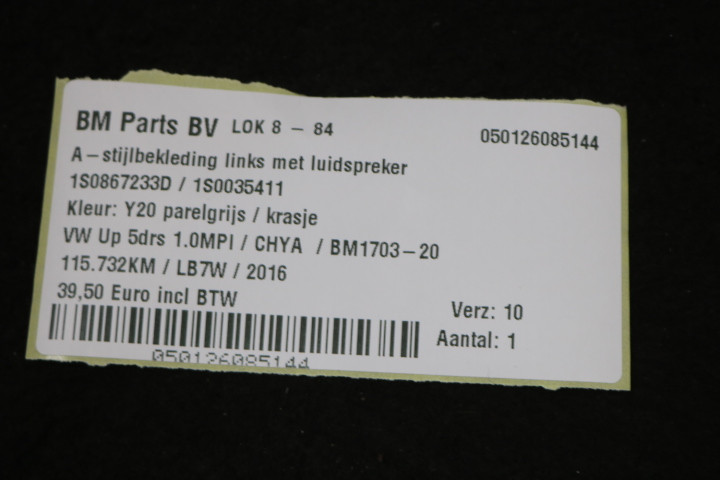 BM Parts BV LOK 8 - 84 050126085144
A-stijlbekleding links met luidspreker
1S0867233D / 1S0035411
Kleur: Y20 parelgrijs / krasje
VW Up 5drs 1.0MPI / CHYA / BM1703-20
115.732KM / LB7W / 2016
39,50 Euro incl BTW
Verz: 10
Aantal: 1
050126085144